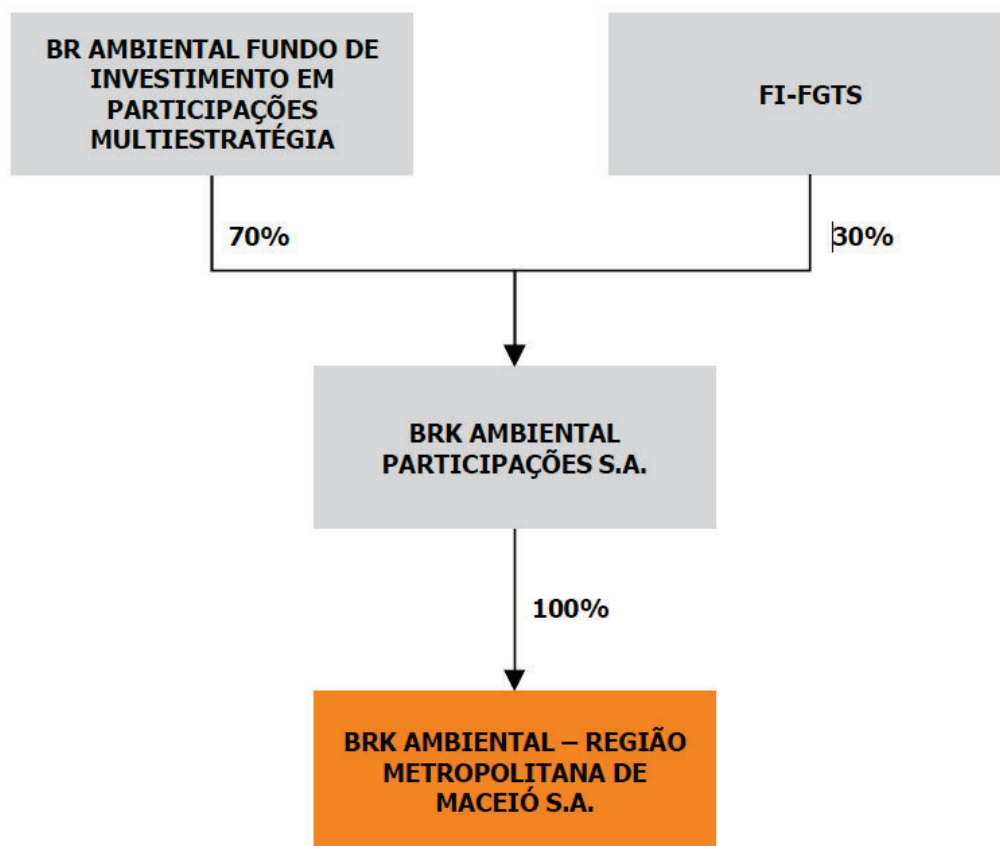 BR AMBIENTAL FUNDO DE
INVESTIMENTO EM
PARTICIPAÇÕES
MULTIESTRATÉGIA
FI-FGTS
70%
30%
BRK AMBIENTAL
PARTICIPAÇÕES S.A.
100%
BRK AMBIENTAL – REGIÃO
METROPOLITANA DE
MACEIÓ S.A.